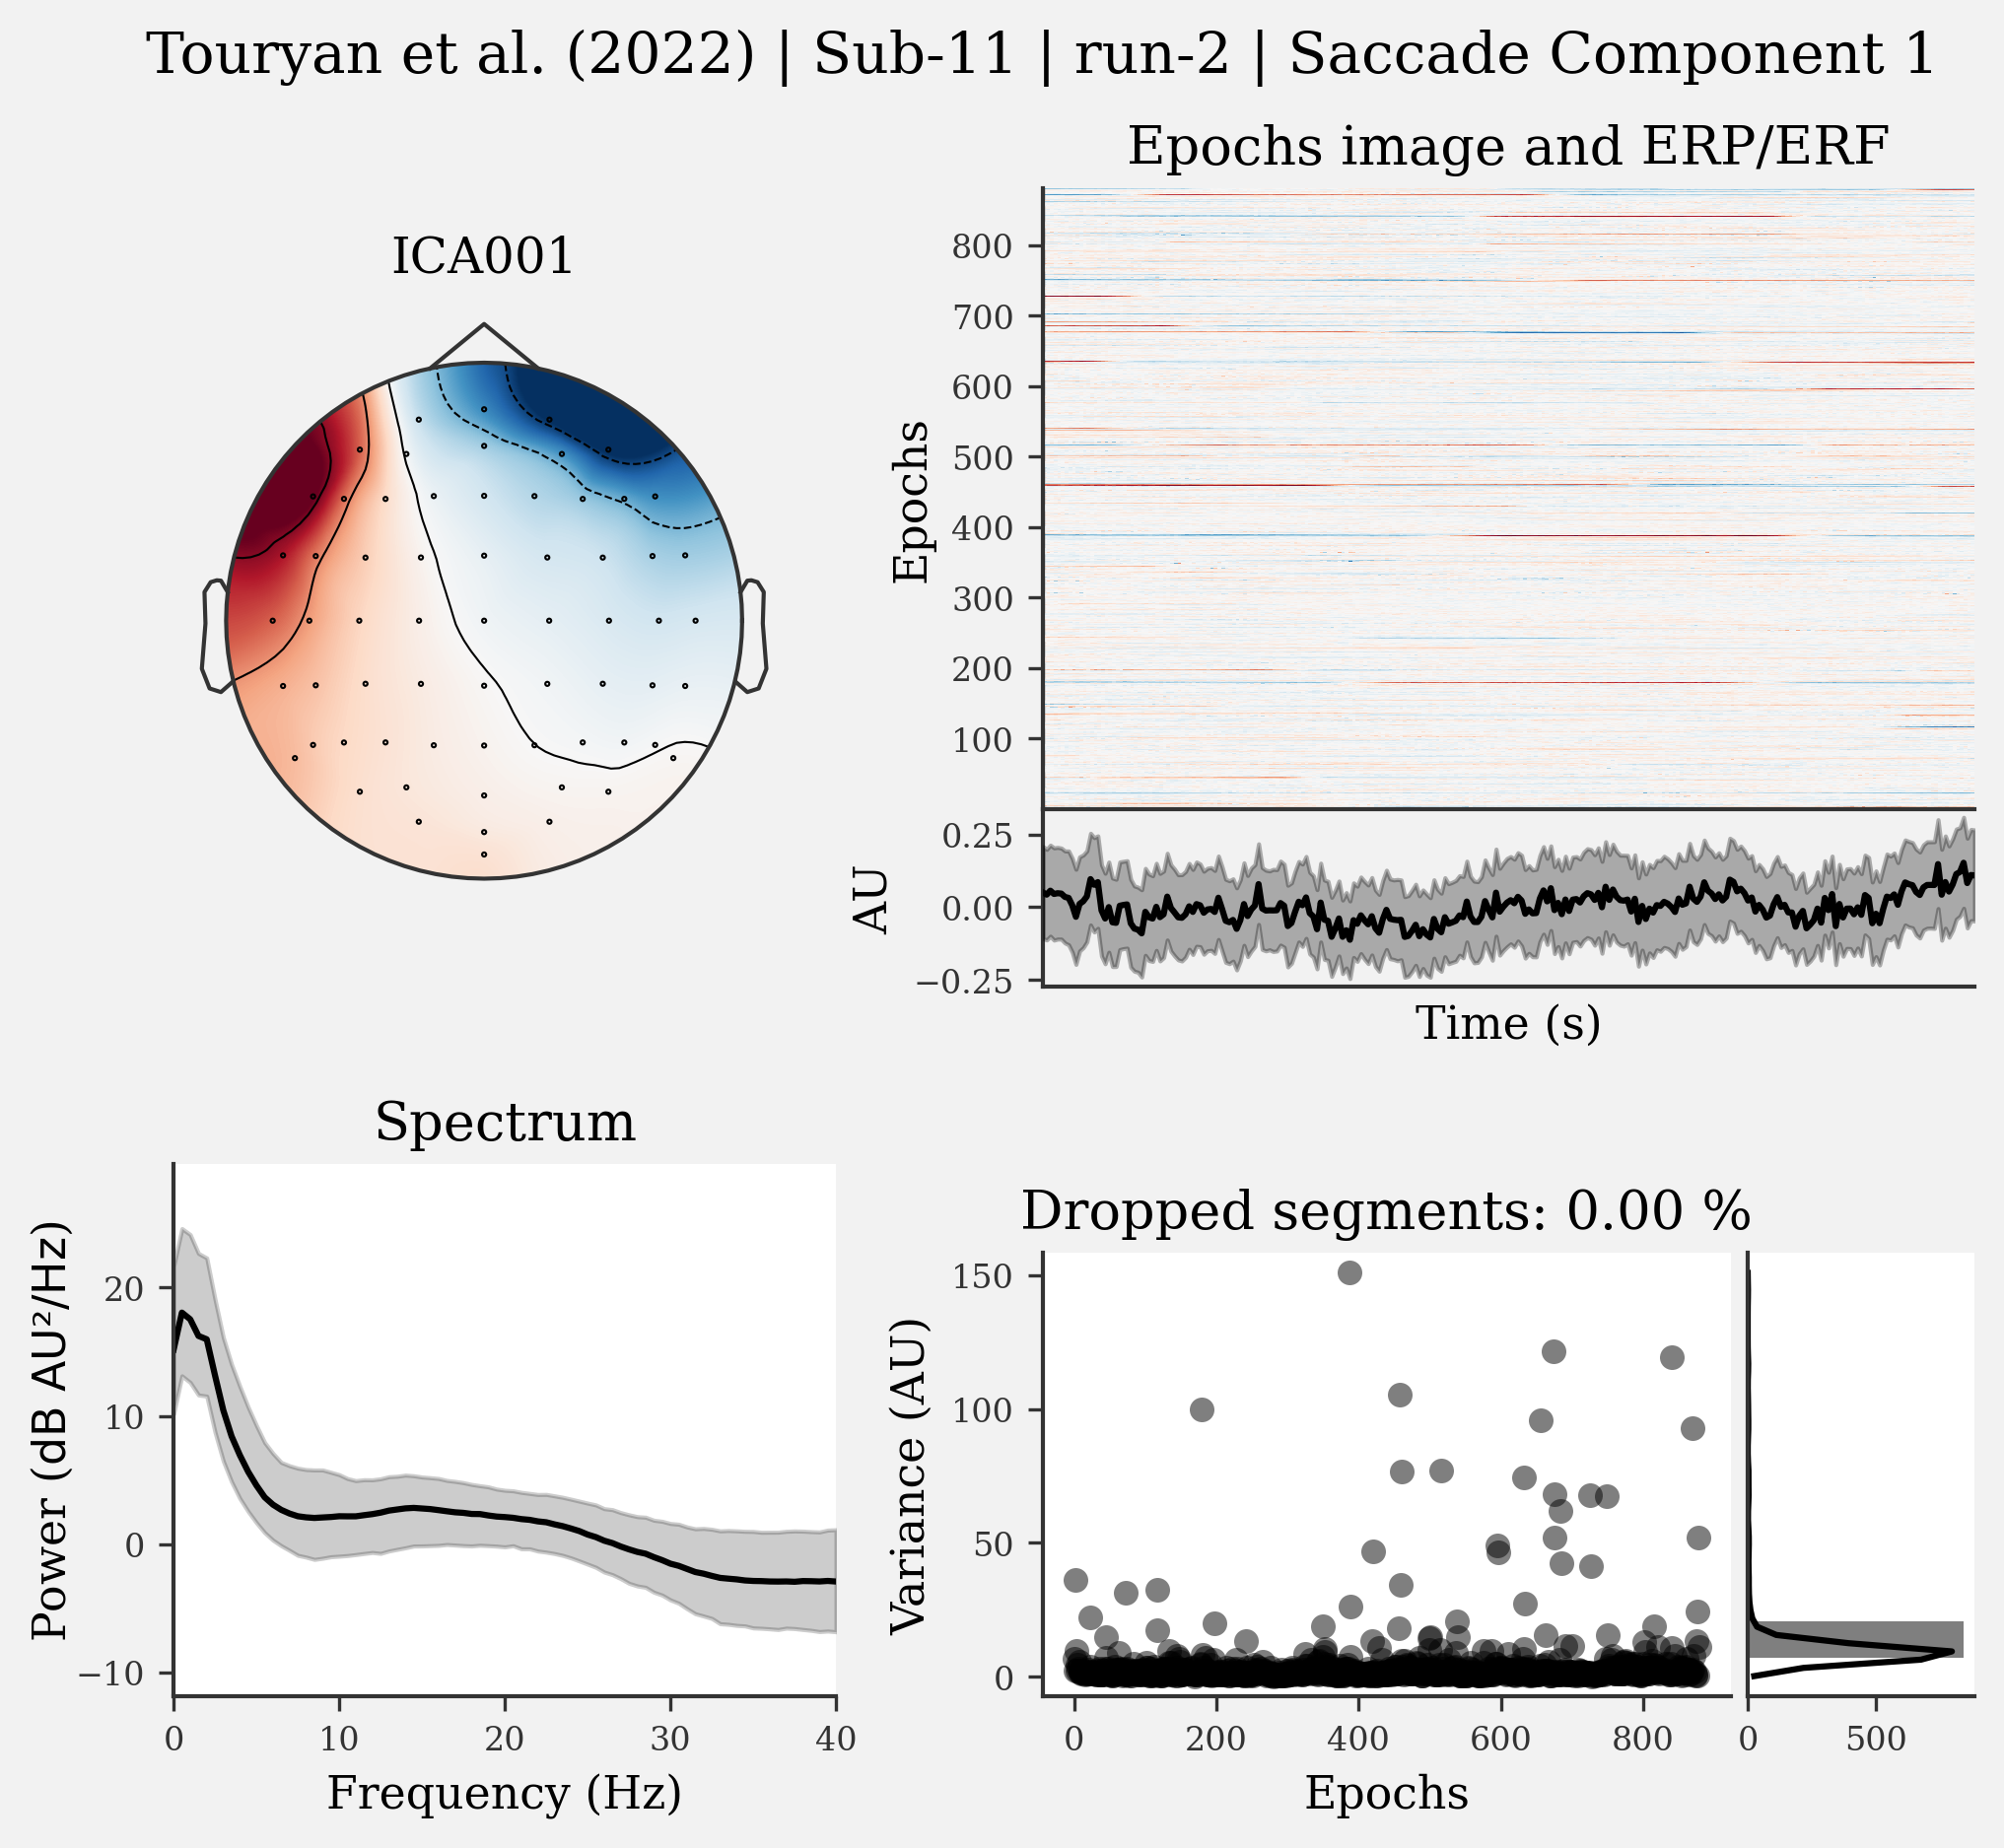 Touryan et al. (2022) | Sub-11 | run-2 | Saccade Component 1
ICA001
Epochs image and ERP/ERF
Epochs
800
700
600
500
400
300
200
100
AU
0.25
0.00
−0.25
Time (s)
Spectrum
Power (dB AU²/Hz)
20
10
0
−10
0 10 20 30 40
Frequency (Hz)
Dropped segments: 0.00 %
Variance (AU)
150
100
50
0
0 200 400 600 800
Epochs
0 500